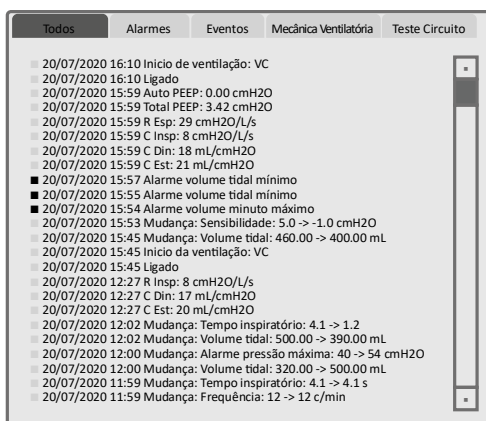 Todos Alarmes Eventos Mecânica Ventilatória Teste Circuito
20/07/2020 16:10 Inicio de ventilação: VC
20/07/2020 16:10 Ligado
20/07/2020 15:59 Auto PEEP: 0.00 cmH2O
20/07/2020 15:59 Total PEEP: 3.42 cmH2O
20/07/2020 15:59 R Esp: 29 cmH2O/L/s
20/07/2020 15:59 C Insp: 8 cmH2O/L/s
20/07/2020 15:59 C Din: 18 mL/cmH2O
20/07/2020 15:59 C Est: 21 mL/cmH2O
20/07/2020 15:57 Alarme volume tidal mínimo
20/07/2020 15:55 Alarme volume tidal mínimo
20/07/2020 15:54 Alarme volume minuto máximo
20/07/2020 15:53 Mudança: Sensibilidade: 5.0 -> -1.0 cmH2O
20/07/2020 15:45 Mudança: Volume tidal: 460.00 -> 400.00 mL
20/07/2020 15:45 Inicio da ventilação: VC
20/07/2020 15:45 Ligado
20/07/2020 12:27 R Insp: 8 cmH2O/L/s
20/07/2020 12:27 C Din: 17 mL/cmH2O
20/07/2020 12:27 C Est: 20 mL/cmH2O
20/07/2020 12:02 Mudança: Tempo inspiratório: 4.1 -> 1.2
20/07/2020 12:02 Mudança: Volume tidal: 500.00 -> 390.00 mL
20/07/2020 12:00 Mudança: Alarme pressão máxima: 40 -> 54 cmH2O
20/07/2020 12:00 Mudança: Volume tidal: 320.00 -> 500.00 mL
20/07/2020 11:59 Mudança: Tempo inspiratório: 4.1 -> 4.1 s
20/07/2020 11:59 Mudança: Frequência: 12 -> 12 c/min